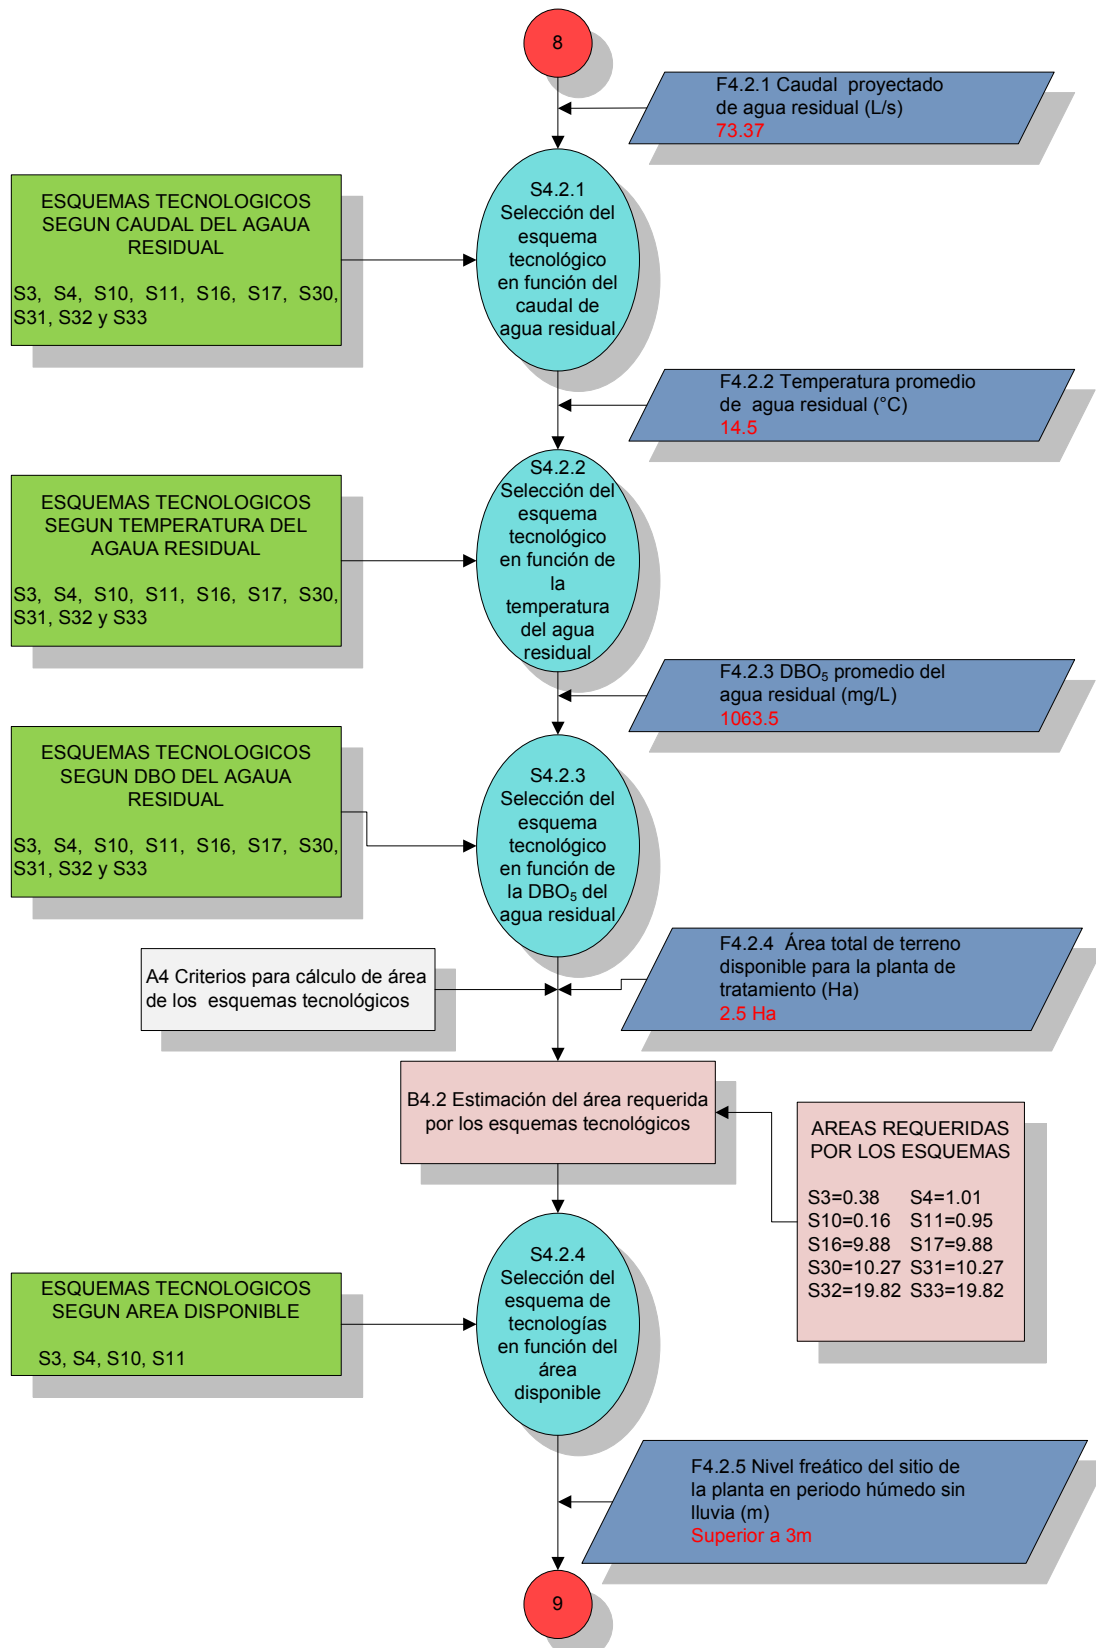 8
F4.2.1 Caudal proyectado
de agua residual (L/s)
73.37
ESQUEMAS TECNOLOGICOS
SEGUN CAUDAL DEL AGAUA
RESIDUAL
S3, S4, S10, S11, S16, S17, S30,
S31, S32 y S33
S4.2.1
Selección del
esquema
tecnológico
en función del
caudal de
agua residual
F4.2.2 Temperatura promedio
de agua residual (°C)
14.5
ESQUEMAS TECNOLOGICOS
SEGUN TEMPERATURA DEL
AGAUA RESIDUAL
S3, S4, S10, S11, S16, S17, S30,
S31, S32 y S33
S4.2.2
Selección del
esquema
tecnológico
en función de
la
temperatura
del agua
residual
F4.2.3 DBO₅ promedio del
agua residual (mg/L)
1063.5
ESQUEMAS TECNOLOGICOS
SEGUN DBO DEL AGAUA
RESIDUAL
S3, S4, S10, S11, S16, S17, S30,
S31, S32 y S33
S4.2.3
Selección del
esquema
tecnológico
en función de
la DBO₅ del
agua residual
A4 Criterios para cálculo de área
de los esquemas tecnológicos
F4.2.4 Área total de terreno
disponible para la planta de
tratamiento (Ha)
2.5 Ha
B4.2 Estimación del área requerida
por los esquemas tecnológicos
AREAS REQUERIDAS
POR LOS ESQUEMAS
S3=0.38 S4=1.01
S10=0.16 S11=0.95
S16=9.88 S17=9.88
S30=10.27 S31=10.27
S32=19.82 S33=19.82
ESQUEMAS TECNOLOGICOS
SEGUN AREA DISPONIBLE
S3, S4, S10, S11
S4.2.4
Selección del
esquema de
tecnologías
en función del
área
disponible
F4.2.5 Nivel freático del sitio de
la planta en periodo húmedo sin
lluvia (m)
Superior a 3m
9